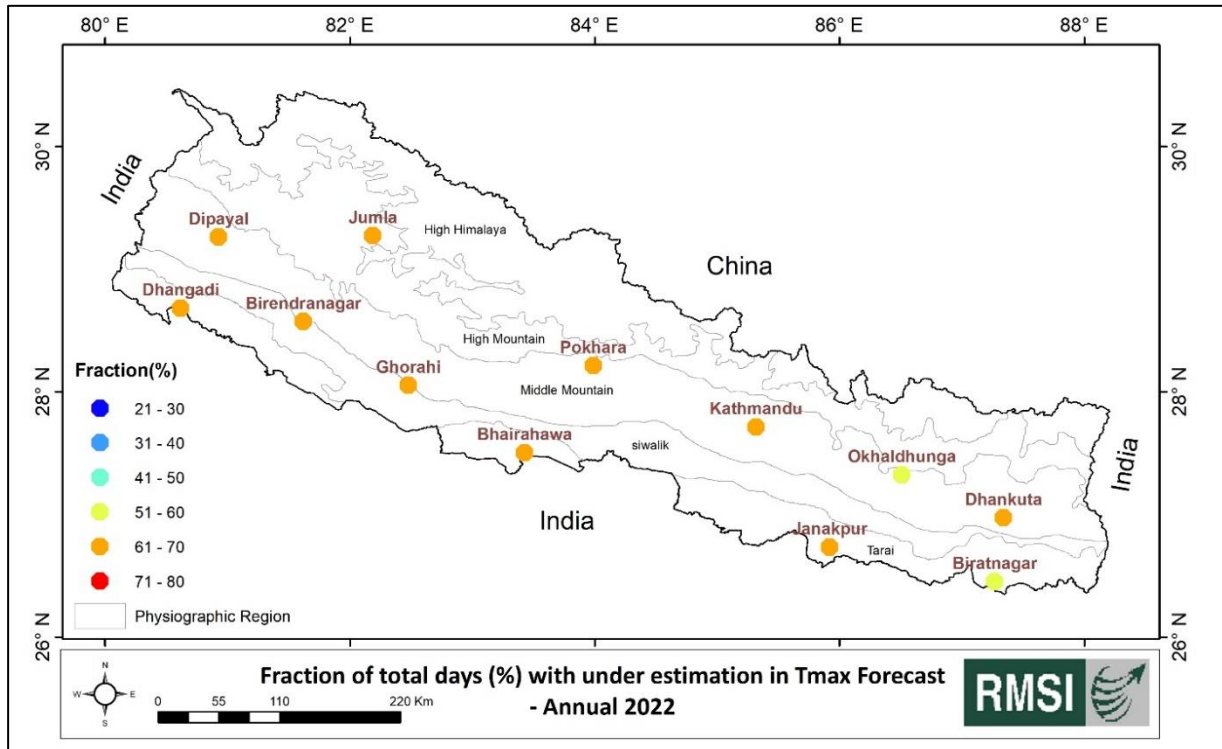 80° E 82° E 84° E 86° E 88° E
30° N
30° N
India
Dipayal
Jumla
High Himalaya
China
Dhangadi
Birendranagar
High Mountain
Pokhara
Ghorahi
Middle Mountain
28° N
28° N
Kathmandu
Bhairahawa
siwalik
Okhaldhunga
India
India
Dhankuta
Janakpur
Tarai
Biratnagar
26° N
26° N
Fraction(%)
21 - 30
31 - 40
41 - 50
51 - 60
61 - 70
71 - 80
Physiographic Region
N
W E
S
0 55 110 220 Km
Fraction of total days (%) with under estimation in Tmax Forecast
- Annual 2022
RMSI